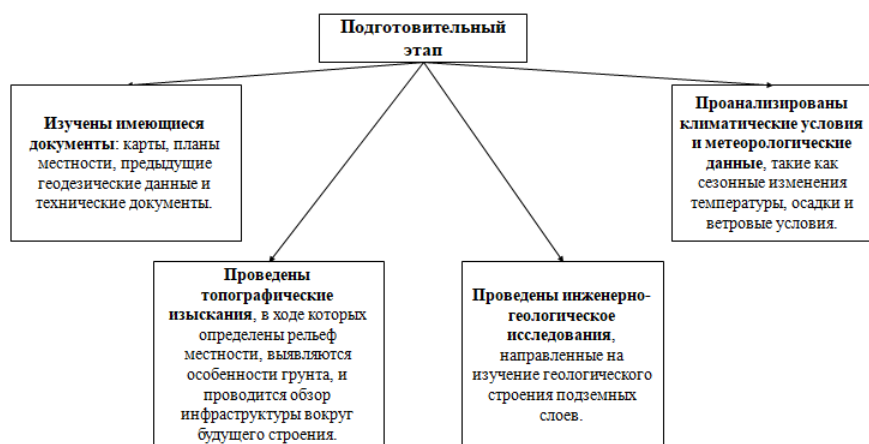 Подготовительный
этап
Изучены имеющиеся
документы: карты, планы
местности, предыдущие
геодезические данные и
технические документы.
Проанализированы
климатические условия
и метеорологические
данные, такие как
сезонные изменения
температуры, осадки и
ветровые условия.
Проведены
топографические
изыскания, в ходе которых
определены рельеф
местности, выявляются
особенности грунта, и
проводится обзор
инфраструктуры вокруг
будущего строения.
Проведены инженерно-
геологическое
исследования,
направленные на
изучение геологического
строения подземных
слоев.